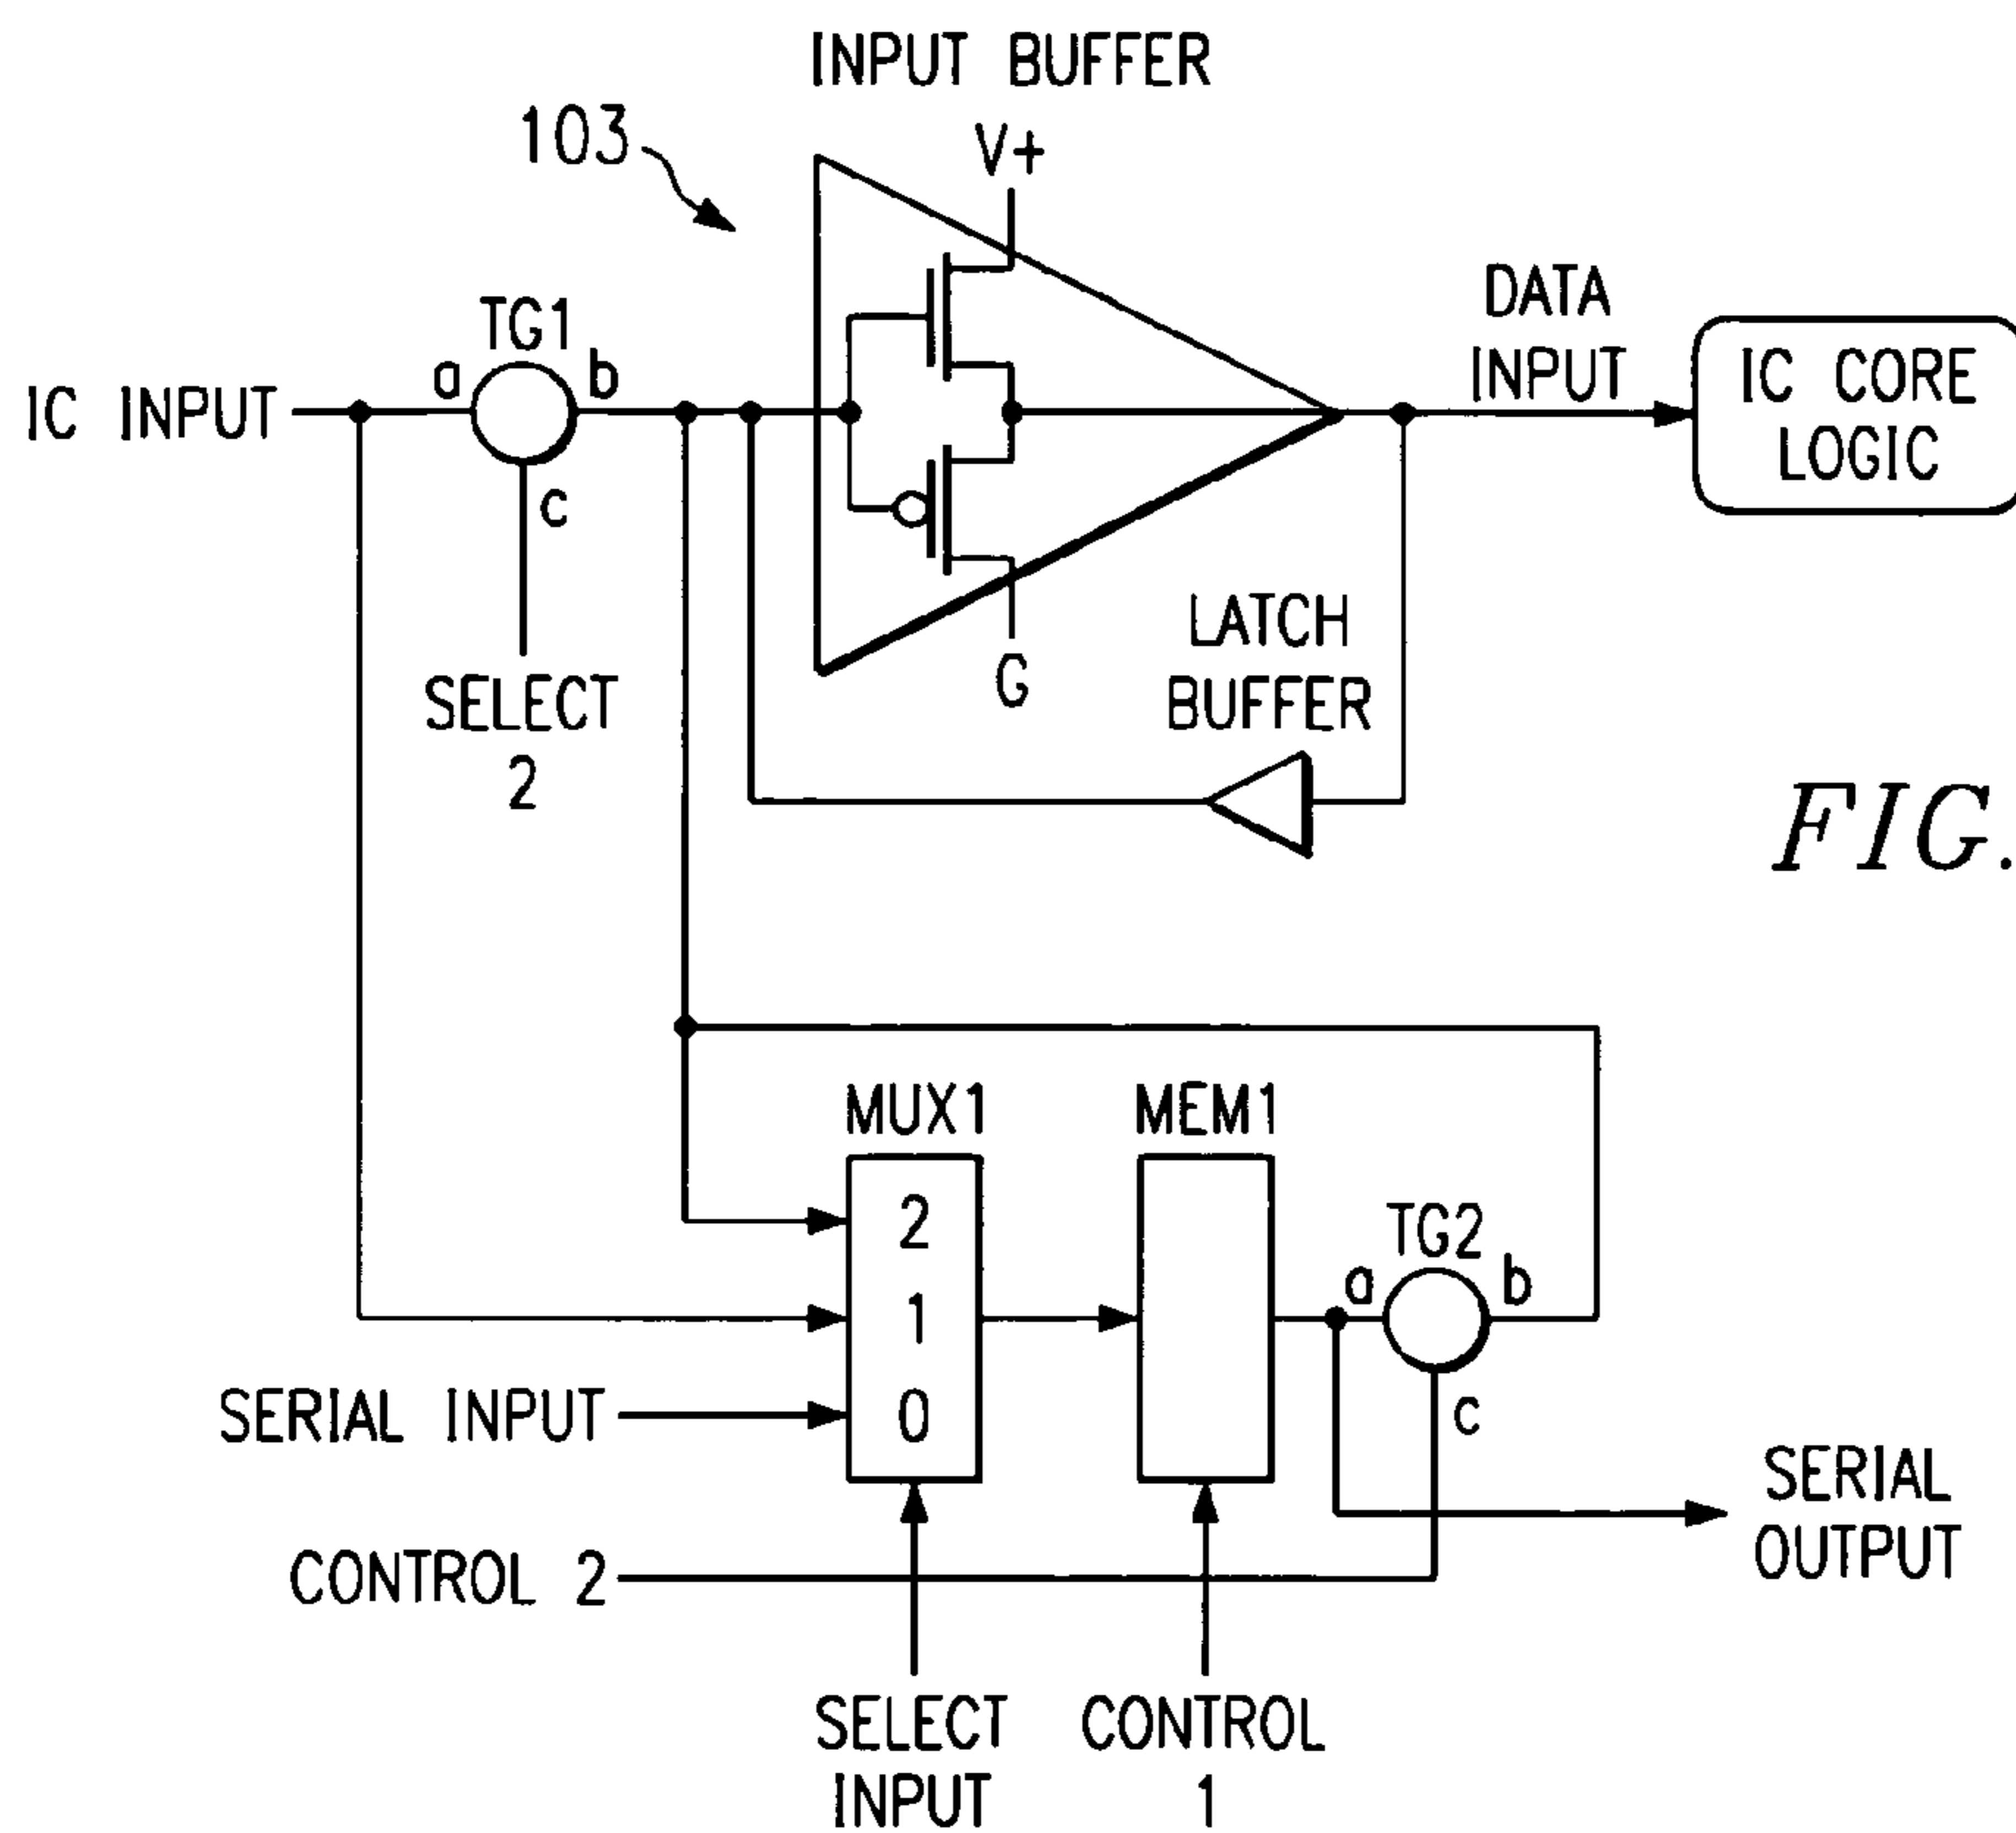 INPUT BUFFER
103
V+
TG1
a
b
c
IC INPUT
SELECT
2
DATA
INPUT
IC CORE
LOGIC
G
LATCH
BUFFER
FIG.
MUX1
2
1
0
MEM1
TG2
a
b
c
SERIAL INPUT
SERIAL
OUTPUT
CONTROL 2
SELECT
INPUT
CONTROL
1